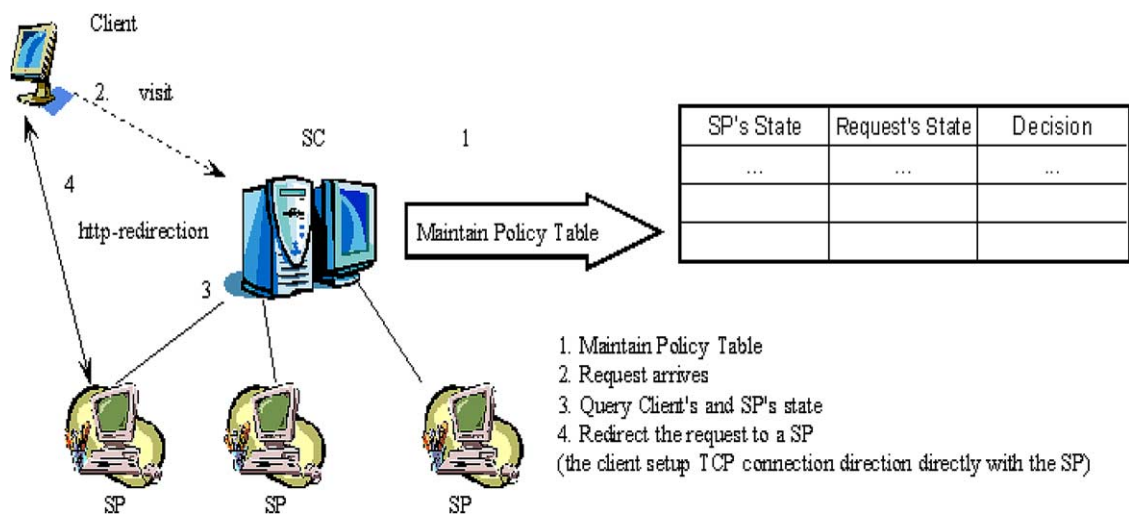 Client
2. visit
SC
1
SP's State Request's State Decision
... ... ...
4
http-redirection
Maintain Policy Table
3
1. Maintain Policy Table
2. Request arrives
3. Query Client's and SP's state
4. Redirect the request to a SP
(the client setup TCP connection direction directly with the SP)
SP
SP
SP